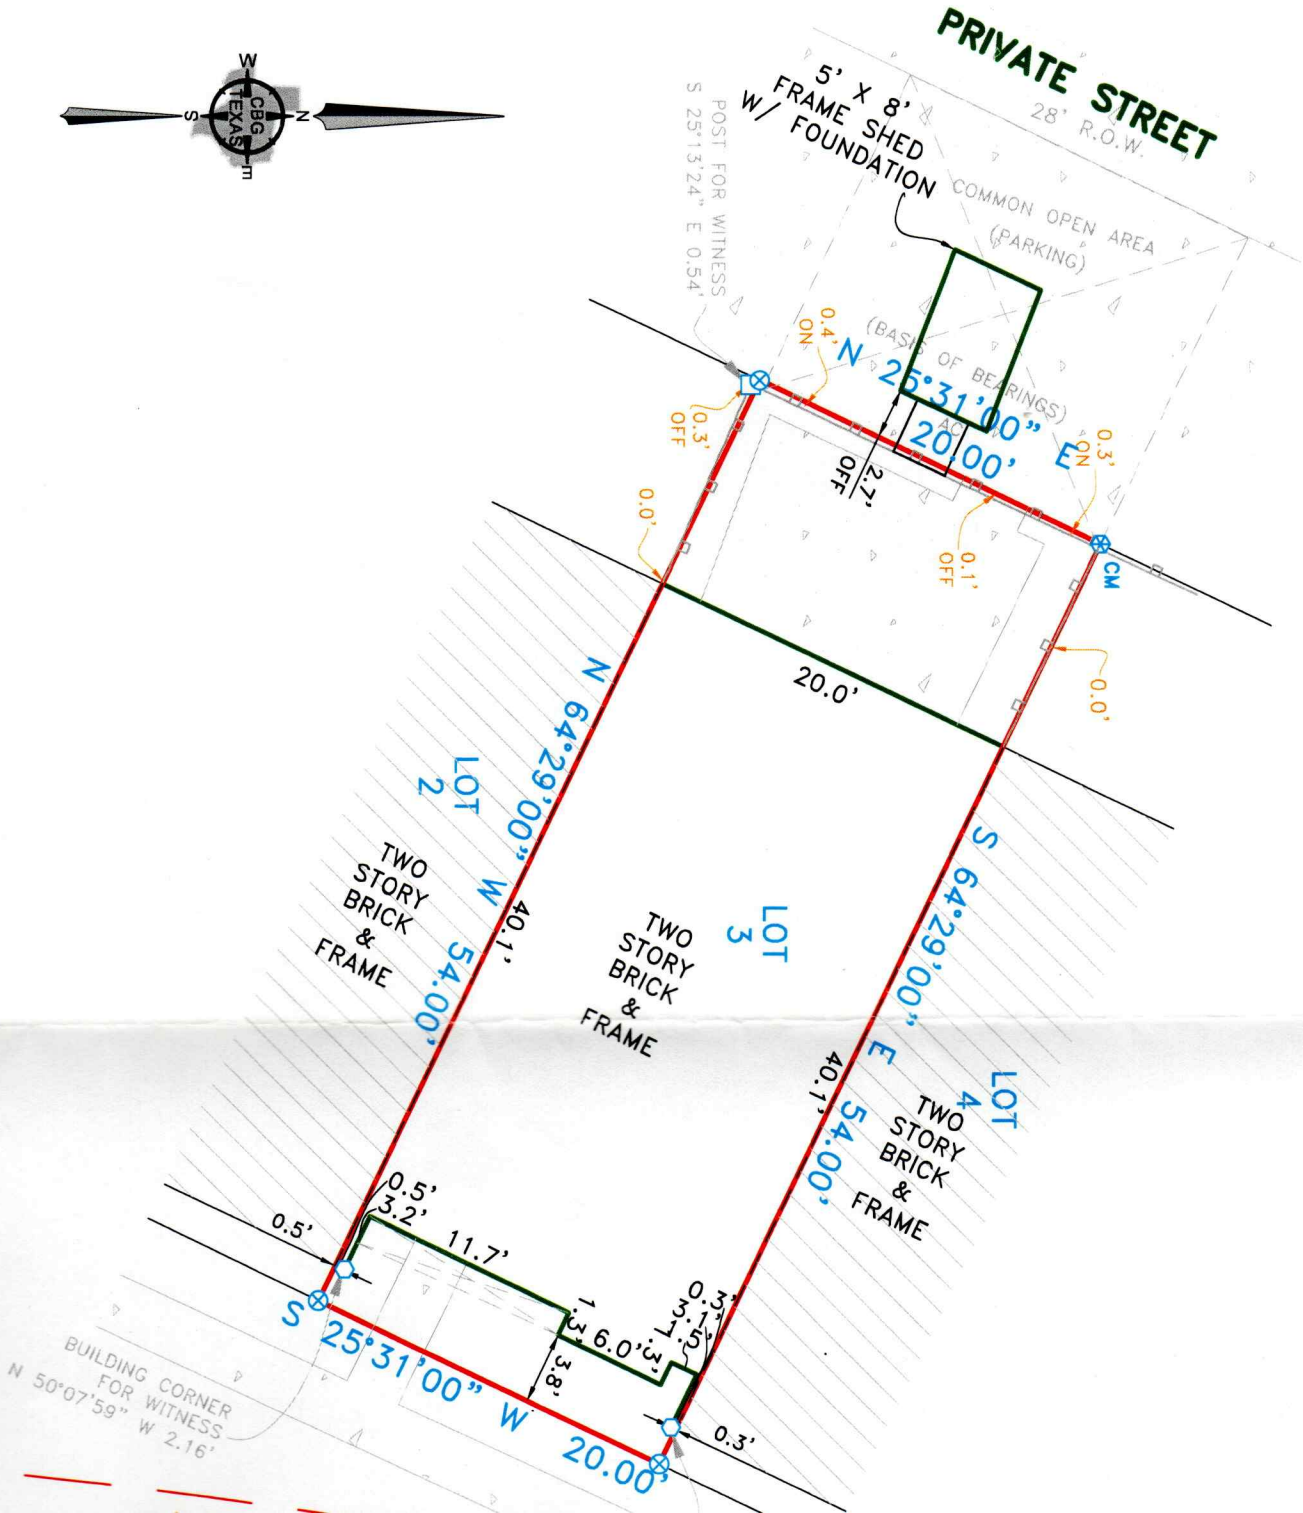 PRIVATE STREET
28' R.O.W.
5' X 8'
FRAME SHED
W/ FOUNDATION
COMMON OPEN AREA
(PARKING)
W
S
N
E
CBG
TEXAS
POST FOR WITNESS
S 25°13'24" E 0.54'
0.4'
ON
(BASIS OF BEARINGS)
N 25°31'00" E
20.00'
AC
0.3'
ON
0.3'
OFF
2.7'
OFF
0.1'
OFF
CM
0.0'
0.0'
20.0'
N 64°29'00" W 54.00'
S 64°29'00" E 54.00'
LOT
2
TWO
STORY
BRICK
&
FRAME
40.1'
LOT
3
TWO
STORY
BRICK
&
FRAME
40.1'
LOT
4
TWO
STORY
BRICK
&
FRAME
0.5'
3.2'
0.5'
11.7'
1.3'
6.0'
1.3'
0.3'
3.1'
1.5'
3.8'
0.3'
S 25°31'00" W 20.00'
BUILDING CORNER
FOR WITNESS
N 50°07'59" W 2.16'